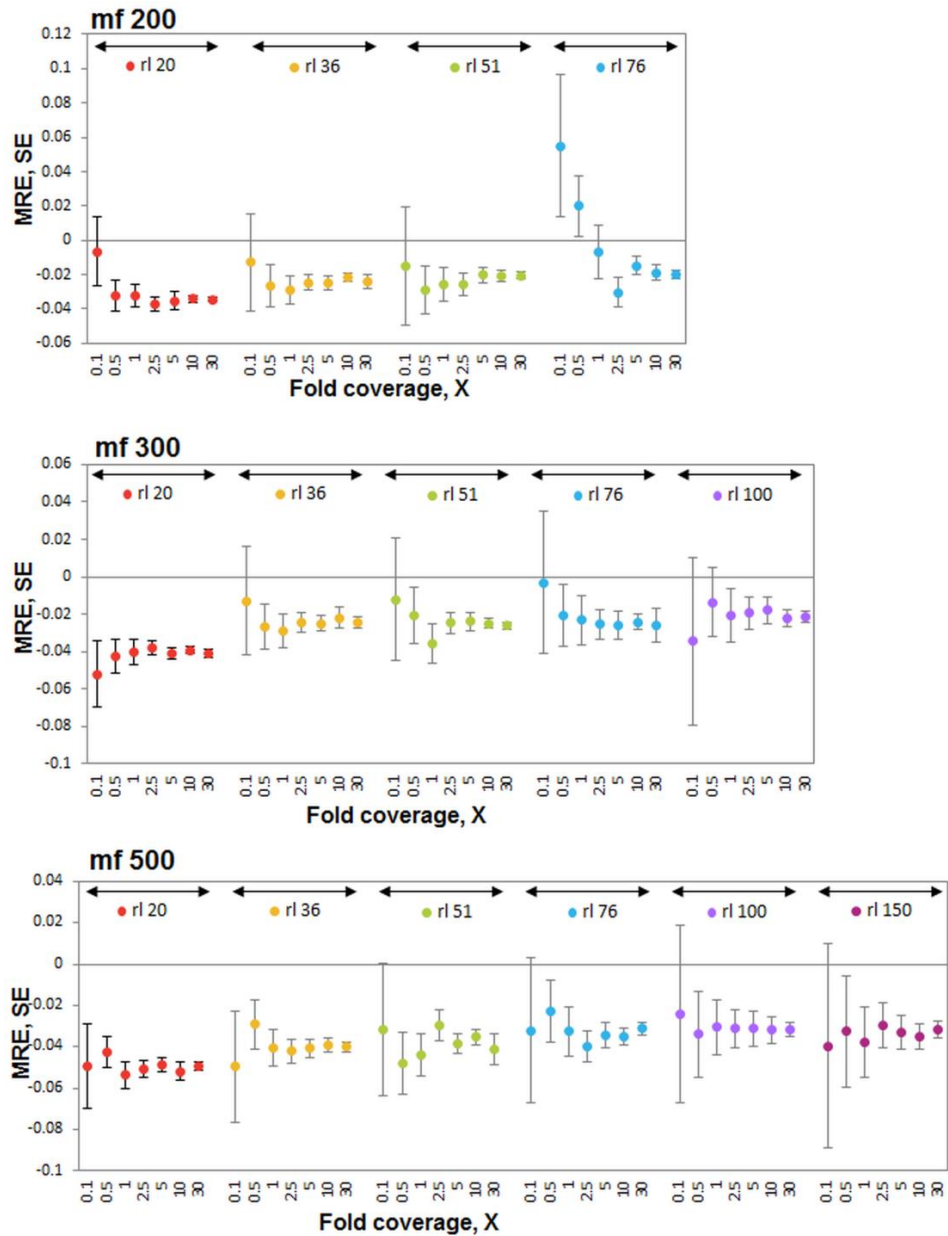 mf 200
0.12
0.1
0.08
0.06
0.04
0.02
0
-0.02
-0.04
-0.06
MRE, SE
rl 20
rl 36
rl 51
rl 76
0.1 0.5 1 2.5 5 10 30 0.1 0.5 1 2.5 5 10 30 0.1 0.5 1 2.5 5 10 30 0.1 0.5 1 2.5 5 10 30
Fold coverage, X
mf 300
0.06
0.04
0.02
0
-0.02
-0.04
-0.06
-0.08
-0.1
MRE, SE
rl 20
rl 36
rl 51
rl 76
rl 100
0.1 0.5 1 2.5 5 10 30 0.1 0.5 1 2.5 5 10 30 0.1 0.5 1 2.5 5 10 30 0.1 0.5 1 2.5 5 10 30 0.1 0.5 1 2.5 5 10 30
Fold coverage, X
mf 500
0.04
0.02
0
-0.02
-0.04
-0.06
-0.08
-0.1
MRE, SE
rl 20
rl 36
rl 51
rl 76
rl 100
rl 150
0.1 0.5 1 2.5 5 10 30 0.1 0.5 1 2.5 5 10 30 0.1 0.5 1 2.5 5 10 30 0.1 0.5 1 2.5 5 10 30 0.1 0.5 1 2.5 5 10 30 0.1 0.5 1 2.5 5 10 30
Fold coverage, X